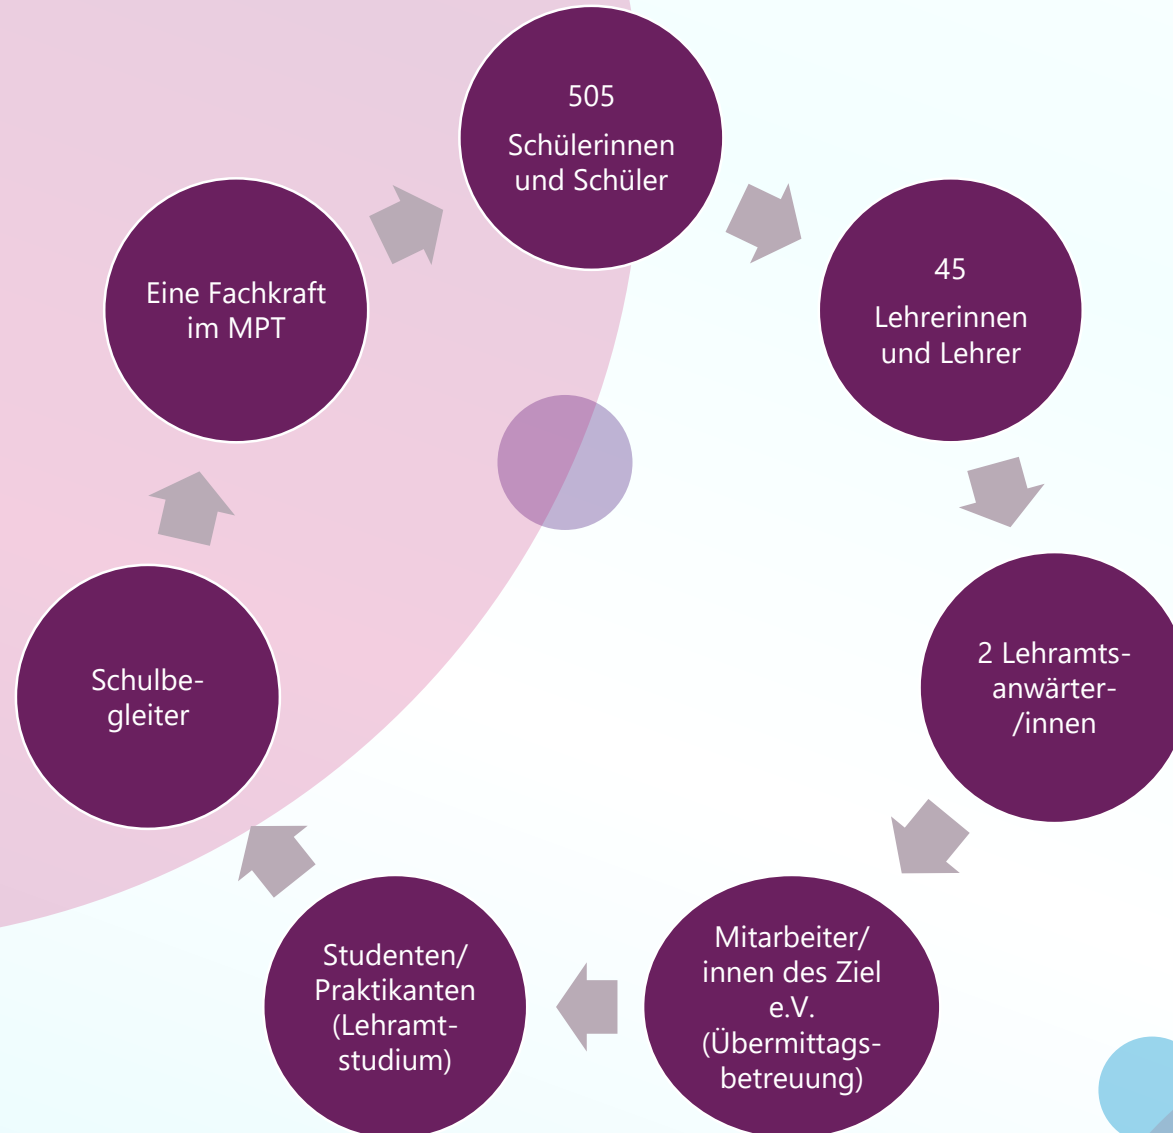 505
Schülerinnen
und Schüler
45
Lehrerinnen
und Lehrer
2 Lehramts-
anwärter-
/innen
Mitarbeiter/
innen des Ziel
e.V.
(Übermittags-
betreuung)
Studenten/
Praktikanten
(Lehramt-
studium)
Schulbe-
gleiter
Eine Fachkraft
im MPT